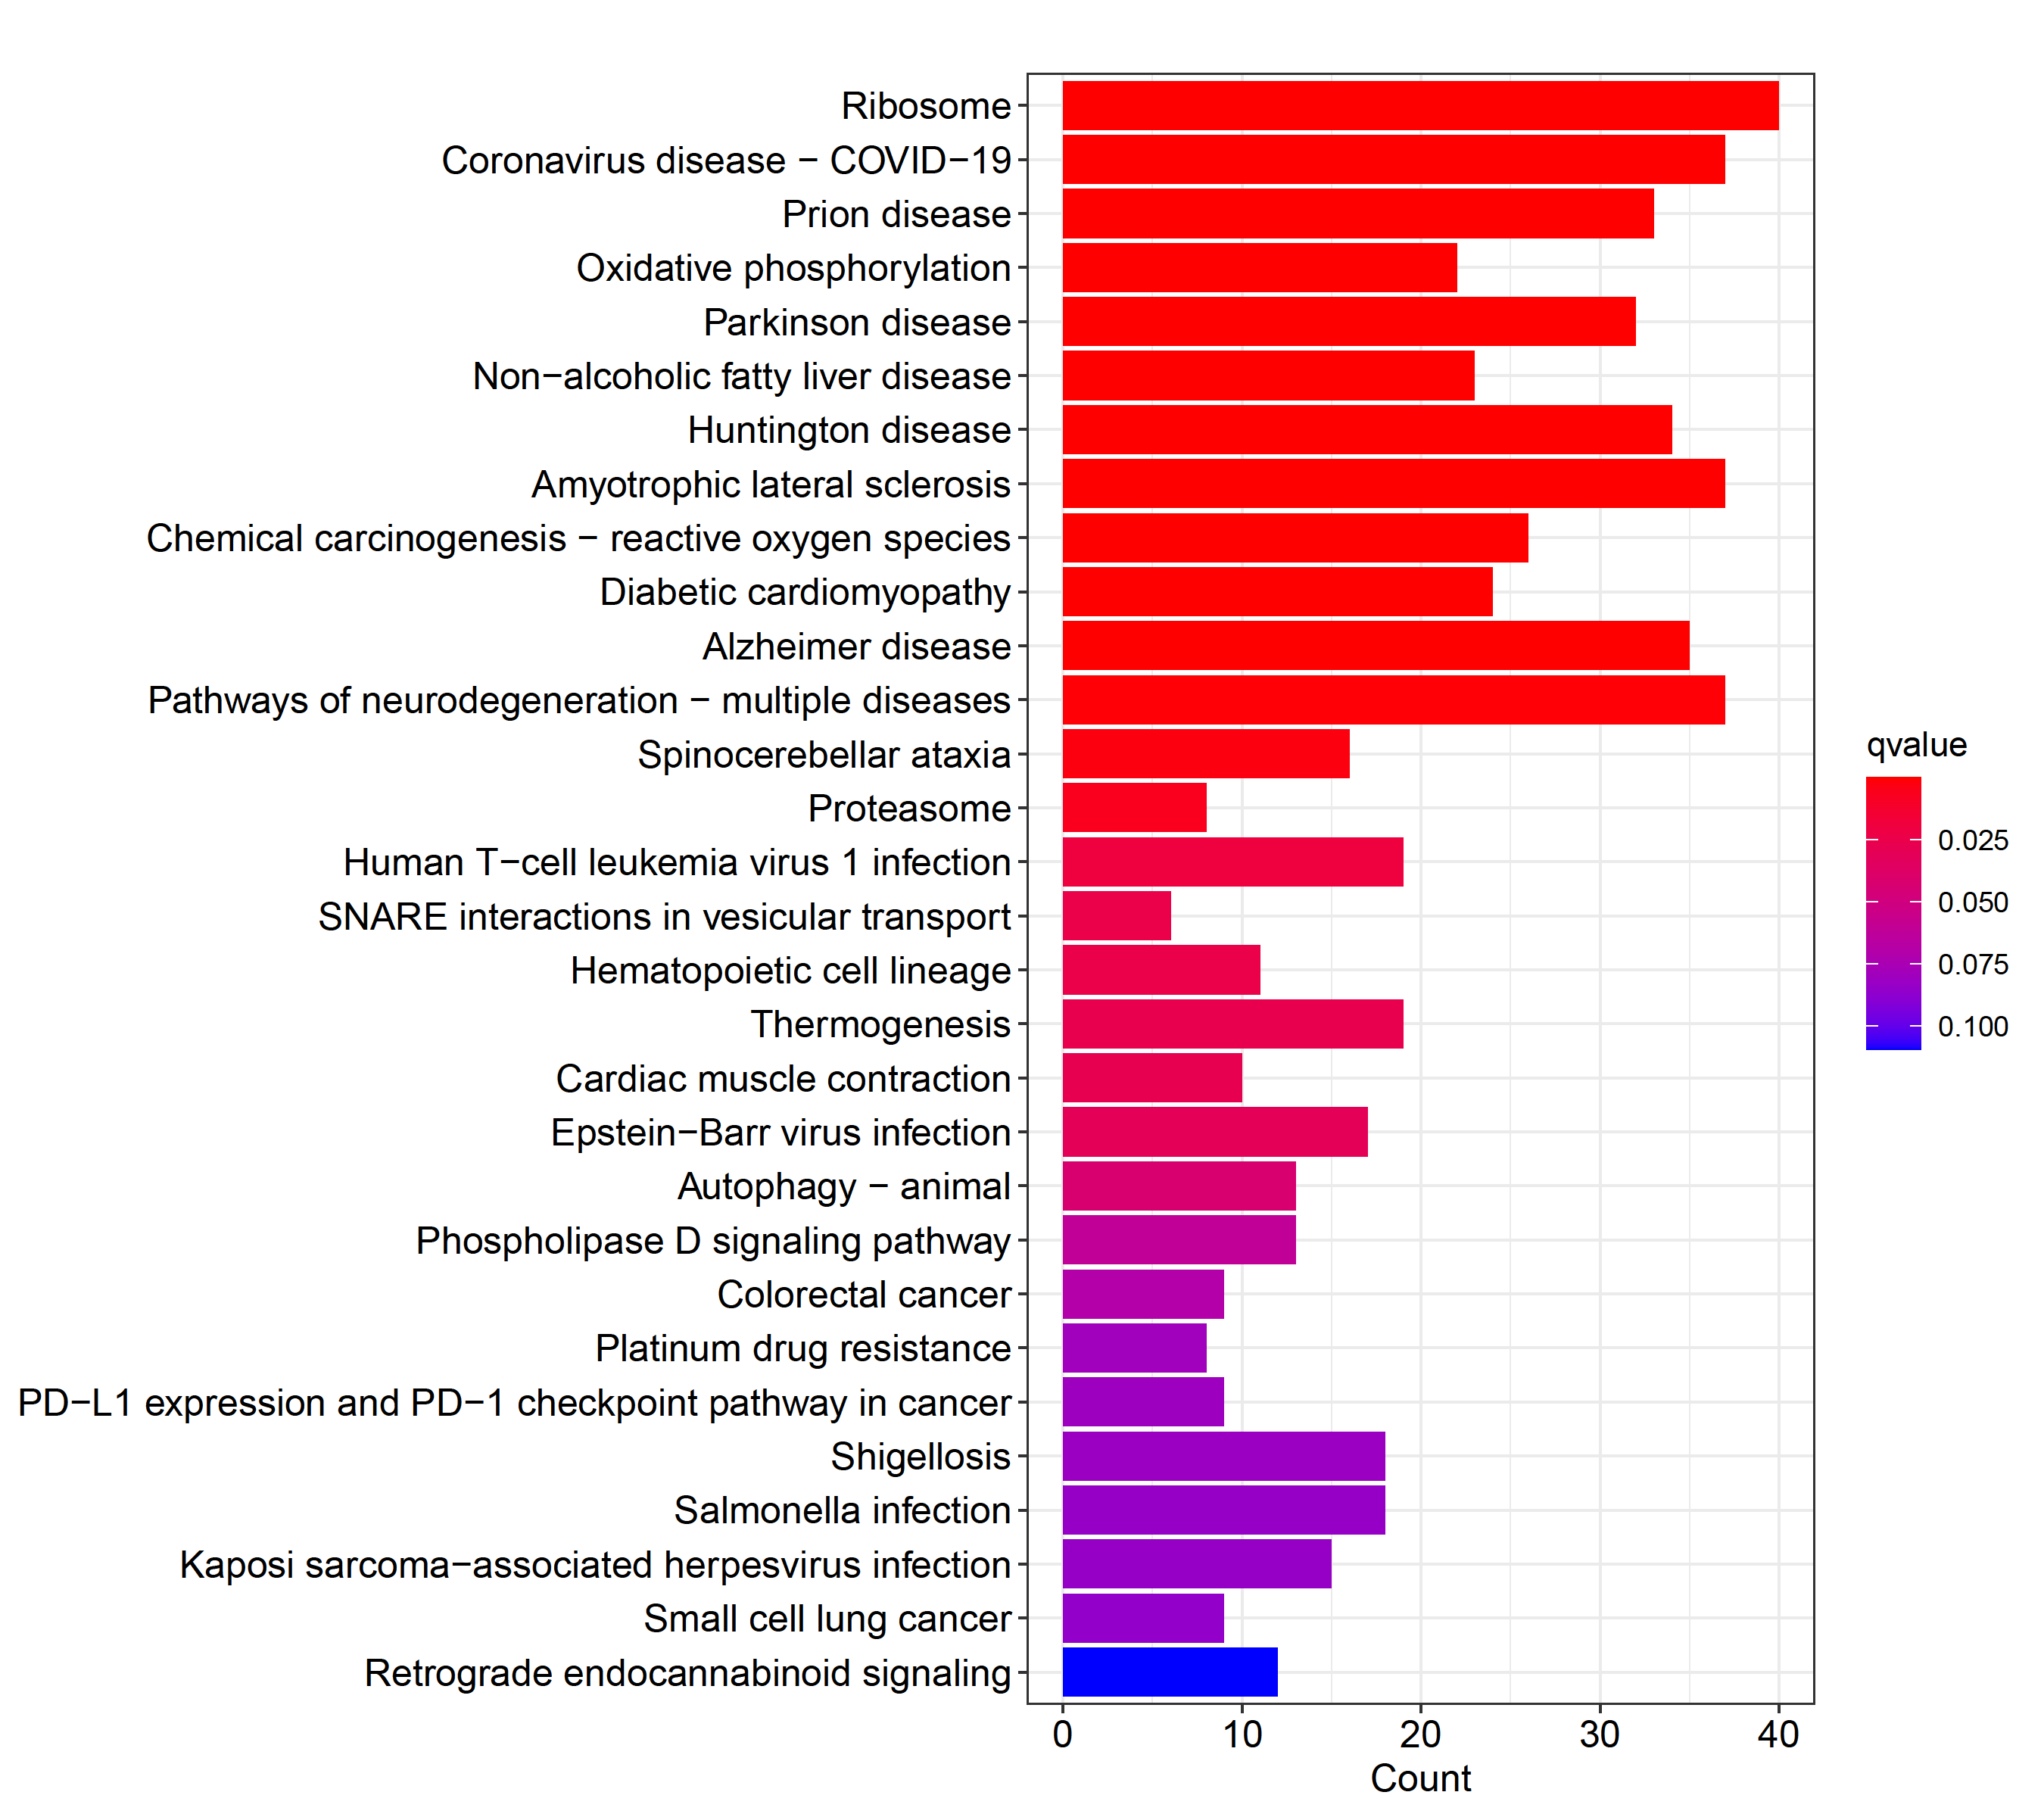 Ribosome
Coronavirus disease − COVID−19
Prion disease
Oxidative phosphorylation
Parkinson disease
Non−alcoholic fatty liver disease
Huntington disease
Amyotrophic lateral sclerosis
Chemical carcinogenesis − reactive oxygen species
Diabetic cardiomyopathy
Alzheimer disease
Pathways of neurodegeneration − multiple diseases
Spinocerebellar ataxia
Proteasome
Human T−cell leukemia virus 1 infection
SNARE interactions in vesicular transport
Hematopoietic cell lineage
Thermogenesis
Cardiac muscle contraction
Epstein−Barr virus infection
Autophagy − animal
Phospholipase D signaling pathway
Colorectal cancer
Platinum drug resistance
PD−L1 expression and PD−1 checkpoint pathway in cancer
Shigellosis
Salmonella infection
Kaposi sarcoma−associated herpesvirus infection
Small cell lung cancer
Retrograde endocannabinoid signaling
0 10 20 30 40
Count
qvalue
0.025
0.050
0.075
0.100